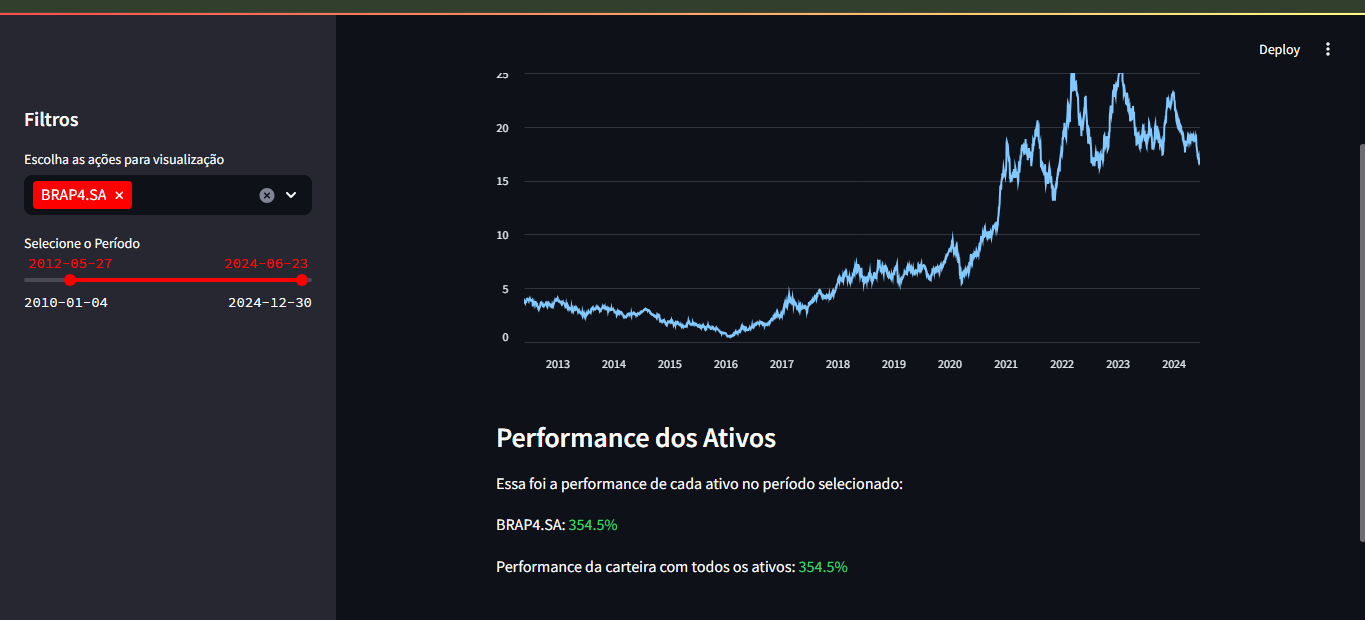 Deploy
Filtros
Escolha as ações para visualização
BRAP4.SA ×
Selecione o Período
2012-05-27 2024-06-23
2010-01-04 2024-12-30
25
20
15
10
5
0
2013 2014 2015 2016 2017 2018 2019 2020 2021 2022 2023 2024
Performance dos Ativos
Essa foi a performance de cada ativo no período selecionado:
BRAP4.SA: 354.5%
Performance da carteira com todos os ativos: 354.5%